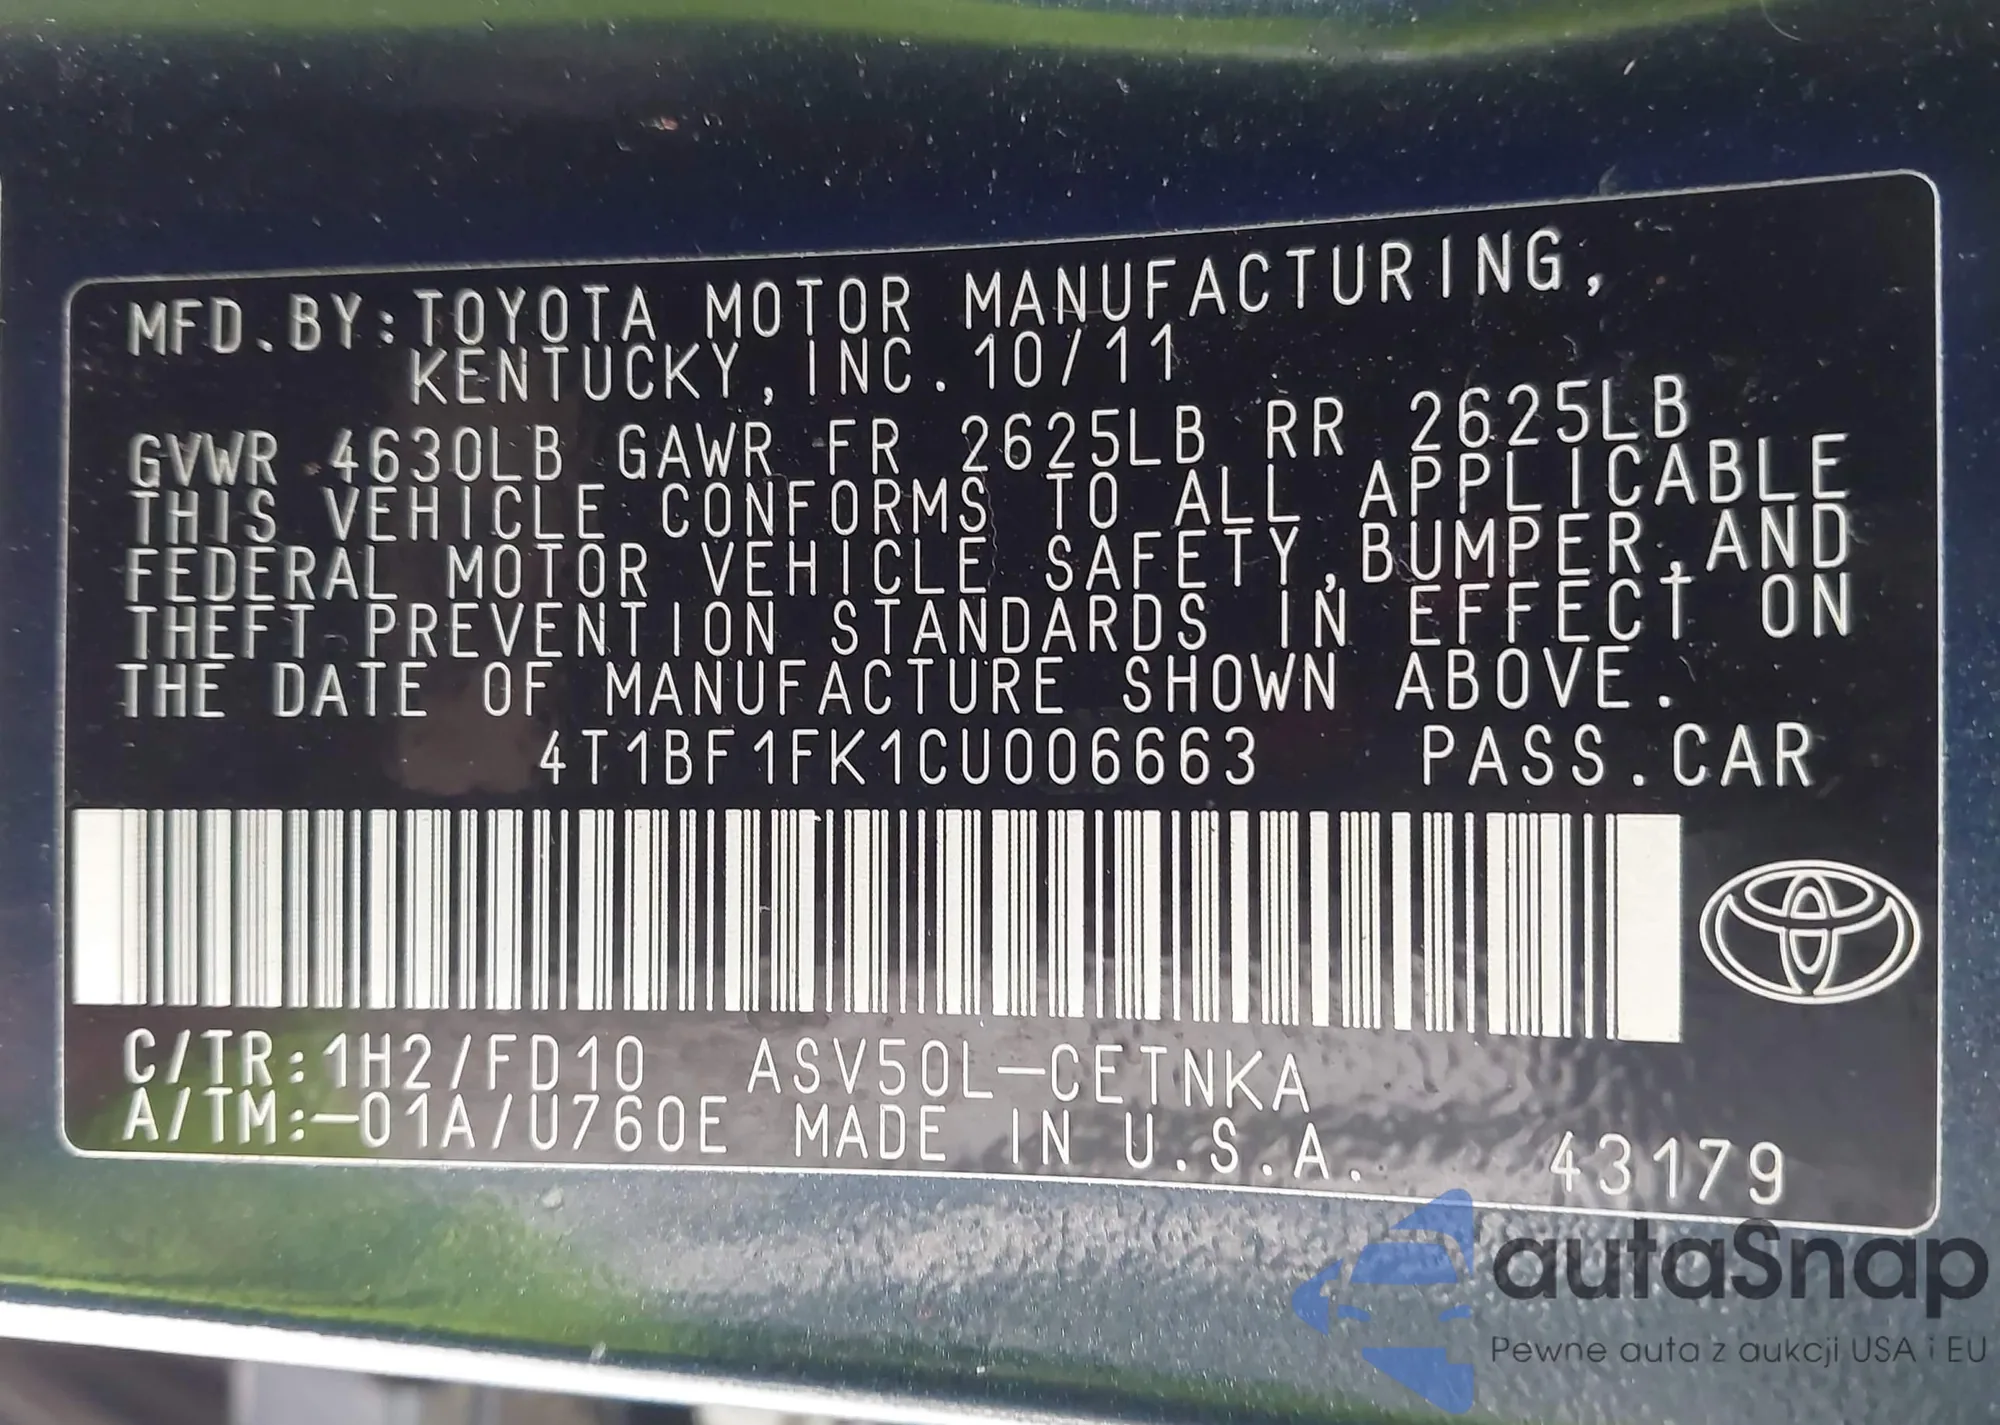 MFD.BY:TOYOTA MOTOR MANUFACTURING,
KENTUCKY,INC.10/11
GVWR 4630LB GAWR FR 2625LB RR 2625LB
THIS VEHICLE CONFORMS TO ALL APPLICABLE
FEDERAL MOTOR VEHICLE SAFETY,BUMPER,AND
THEFT PREVENTION STANDARDS IN EFFECT ON
THE DATE OF MANUFACTURE SHOWN ABOVE.
4T1BF1FK1CU006663 PASS.CAR
C/TR:1H2/FD10 ASV50L-CETNKA
A/TM:-01A/U760E MADE IN U.S.A. 43179
autaSnap
Pewne auta z aukcji USA i EU